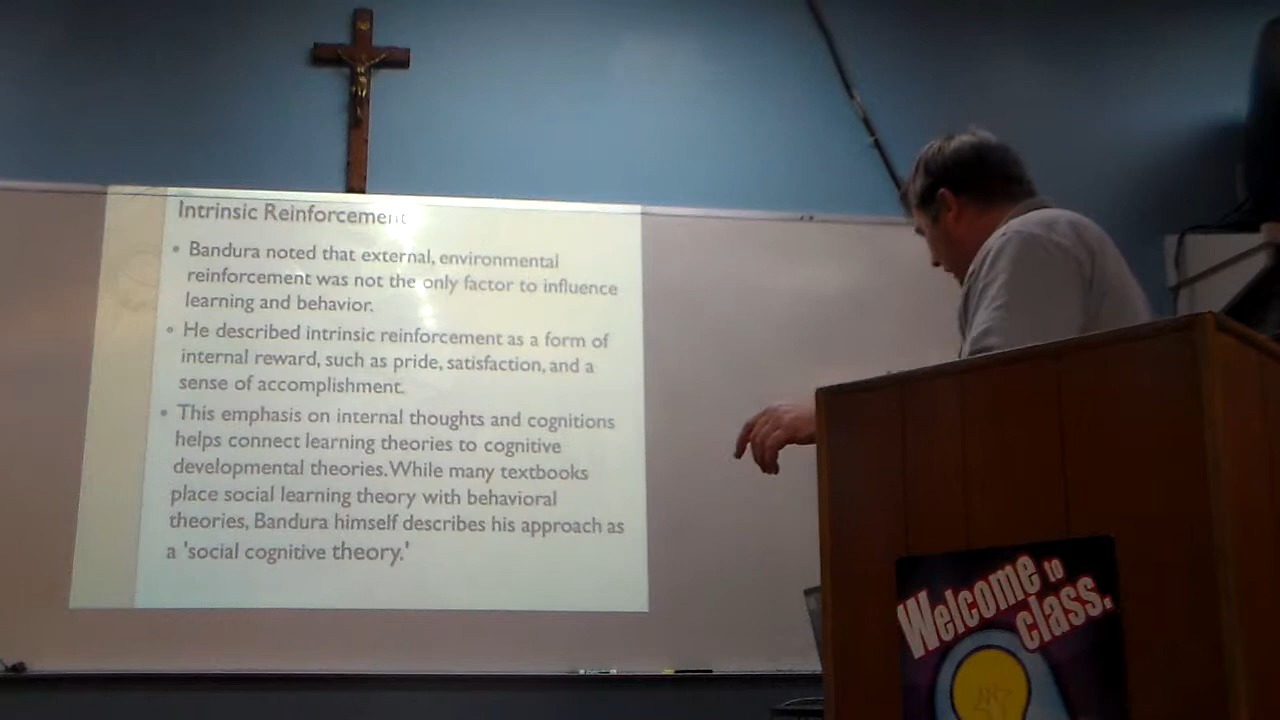 Intrinsic Reinforcement
• Bandura noted that external, environmental
reinforcement was not the only factor to influence
learning and behavior.
• He described intrinsic reinforcement as a form of
internal reward, such as pride, satisfaction, and a
sense of accomplishment.
• This emphasis on internal thoughts and cognitions
helps connect learning theories to cognitive
developmental theories. While many textbooks
place social learning theory with behavioral
theories, Bandura himself describes his approach as
a 'social cognitive theory.'
Welcome to
class.